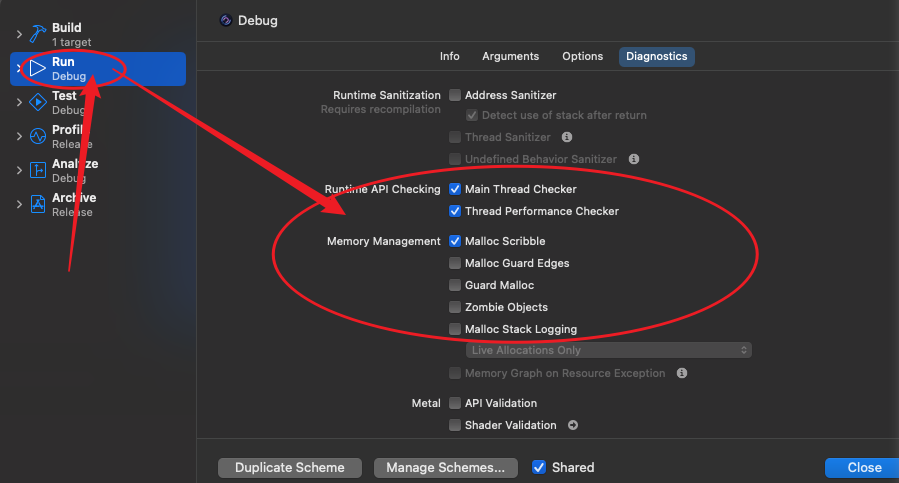 Build
1 target
Run
Debug
Test
Debug
Profile
Release
Analyze
Debug
Archive
Release
Debug
Info Arguments Options Diagnostics
Runtime Sanitization Address Sanitizer
Requires recompilation Detect use of stack after return
Thread Sanitizer
Undefined Behavior Sanitizer
Runtime API Checking Main Thread Checker
Thread Performance Checker
Memory Management Malloc Scribble
Malloc Guard Edges
Guard Malloc
Zombie Objects
Malloc Stack Logging
Live Allocations Only
Memory Graph on Resource Exception
Metal API Validation
Shader Validation
Duplicate Scheme Manage Schemes... Shared Close